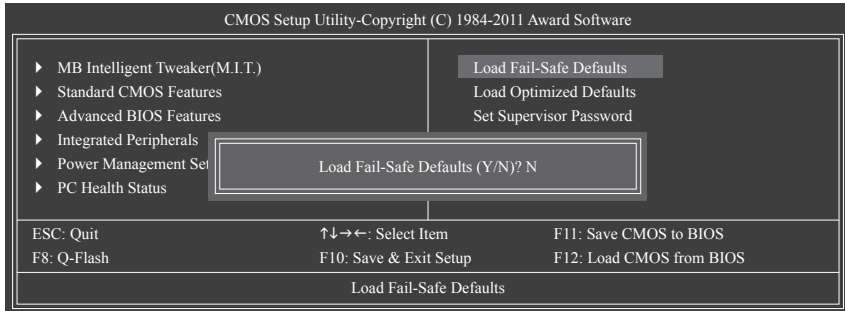 CMOS Setup Utility-Copyright (C) 1984-2011 Award Software
MB Intelligent Tweaker(M.I.T.)
Standard CMOS Features
Advanced BIOS Features
Integrated Peripherals
Power Management Set
PC Health Status
Load Fail-Safe Defaults
Load Optimized Defaults
Set Supervisor Password
Load Fail-Safe Defaults (Y/N)? N
ESC: Quit
↑↓→←: Select Item
F11: Save CMOS to BIOS
F8: Q-Flash
F10: Save & Exit Setup
F12: Load CMOS from BIOS
Load Fail-Safe Defaults